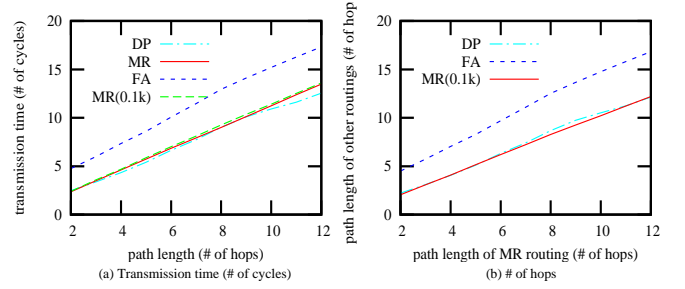 transmission time (# of cycles)
20
15
10
5
0
DP
MR
FA
MR(0.1k)
2 4 6 8 10 12
path length (# of hops)
(a) Transmission time (# of cycles)
path length of other routings (# of hop
20
15
10
5
0
DP
FA
MR(0.1k)
2 4 6 8 10 12
path length of MR routing (# of hops)
(b) # of hops